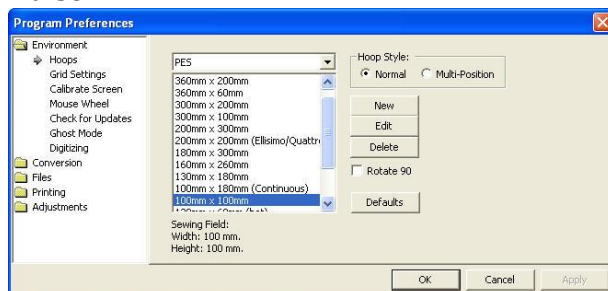 Program Preferences
Environment
Hoops
Grid Settings
Calibrate Screen
Mouse Wheel
Check for Updates
Ghost Mode
Digitizing
Conversion
Files
Printing
Adjustments
PES
360mm x 200mm
360mm x 60mm
300mm x 200mm
300mm x 100mm
200mm x 300mm
200mm x 200mm (Ellisimo/Quattr
180mm x 300mm
160mm x 260mm
130mm x 180mm
100mm x 180mm (Continuous)
100mm x 100mm
Sewing Field:
Width: 100 mm.
Height: 100 mm.
Hoop Style:
Normal Multi-Position
New
Edit
Delete
Rotate 90
Defaults
OK Cancel Apply